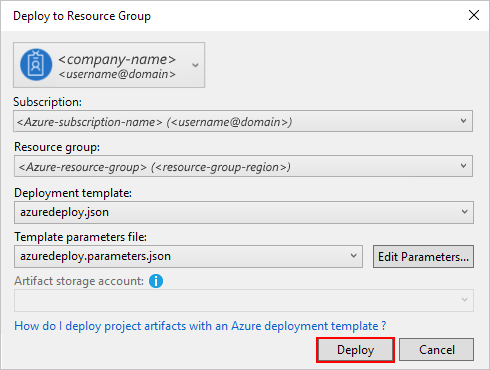 Deploy to Resource Group
<company-name>
<username@domain>
Subscription:
<Azure-subscription-name> (<username@domain>)
Resource group:
<Azure-resource-group> (<resource-group-region>)
Deployment template:
azuredeploy.json
Template parameters file:
azuredeploy.parameters.json
Edit Parameters...
Artifact storage account:
How do I deploy project artifacts with an Azure deployment template ?
Deploy
Cancel